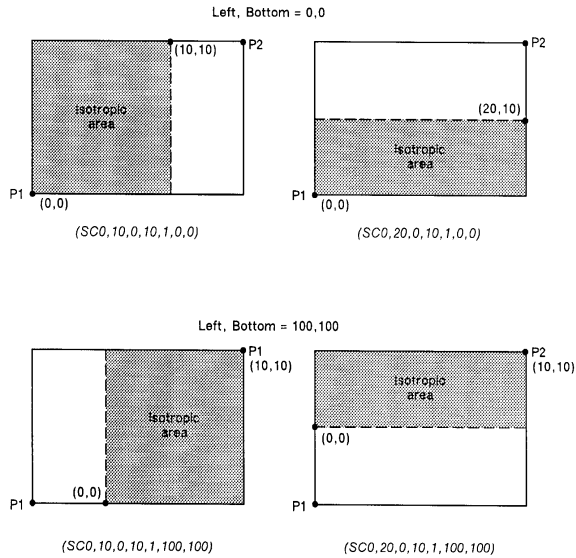 Left, Bottom = 0,0
P2
(10,10)
Isotropic
area
P1
(0,0)
(SC0,10,0,10,1,0,0)
P2
(20,10)
Isotropic
area
P1
(0,0)
(SC0,20,0,10,1,0,0)
Left, Bottom = 100,100
P1
(10,10)
Isotropic
area
(0,0)
P1
(SC0,10,0,10,1,100,100)
P2
(10,10)
Isotropic
area
(0,0)
P1
(SC0,20,0,10,1,100,100)